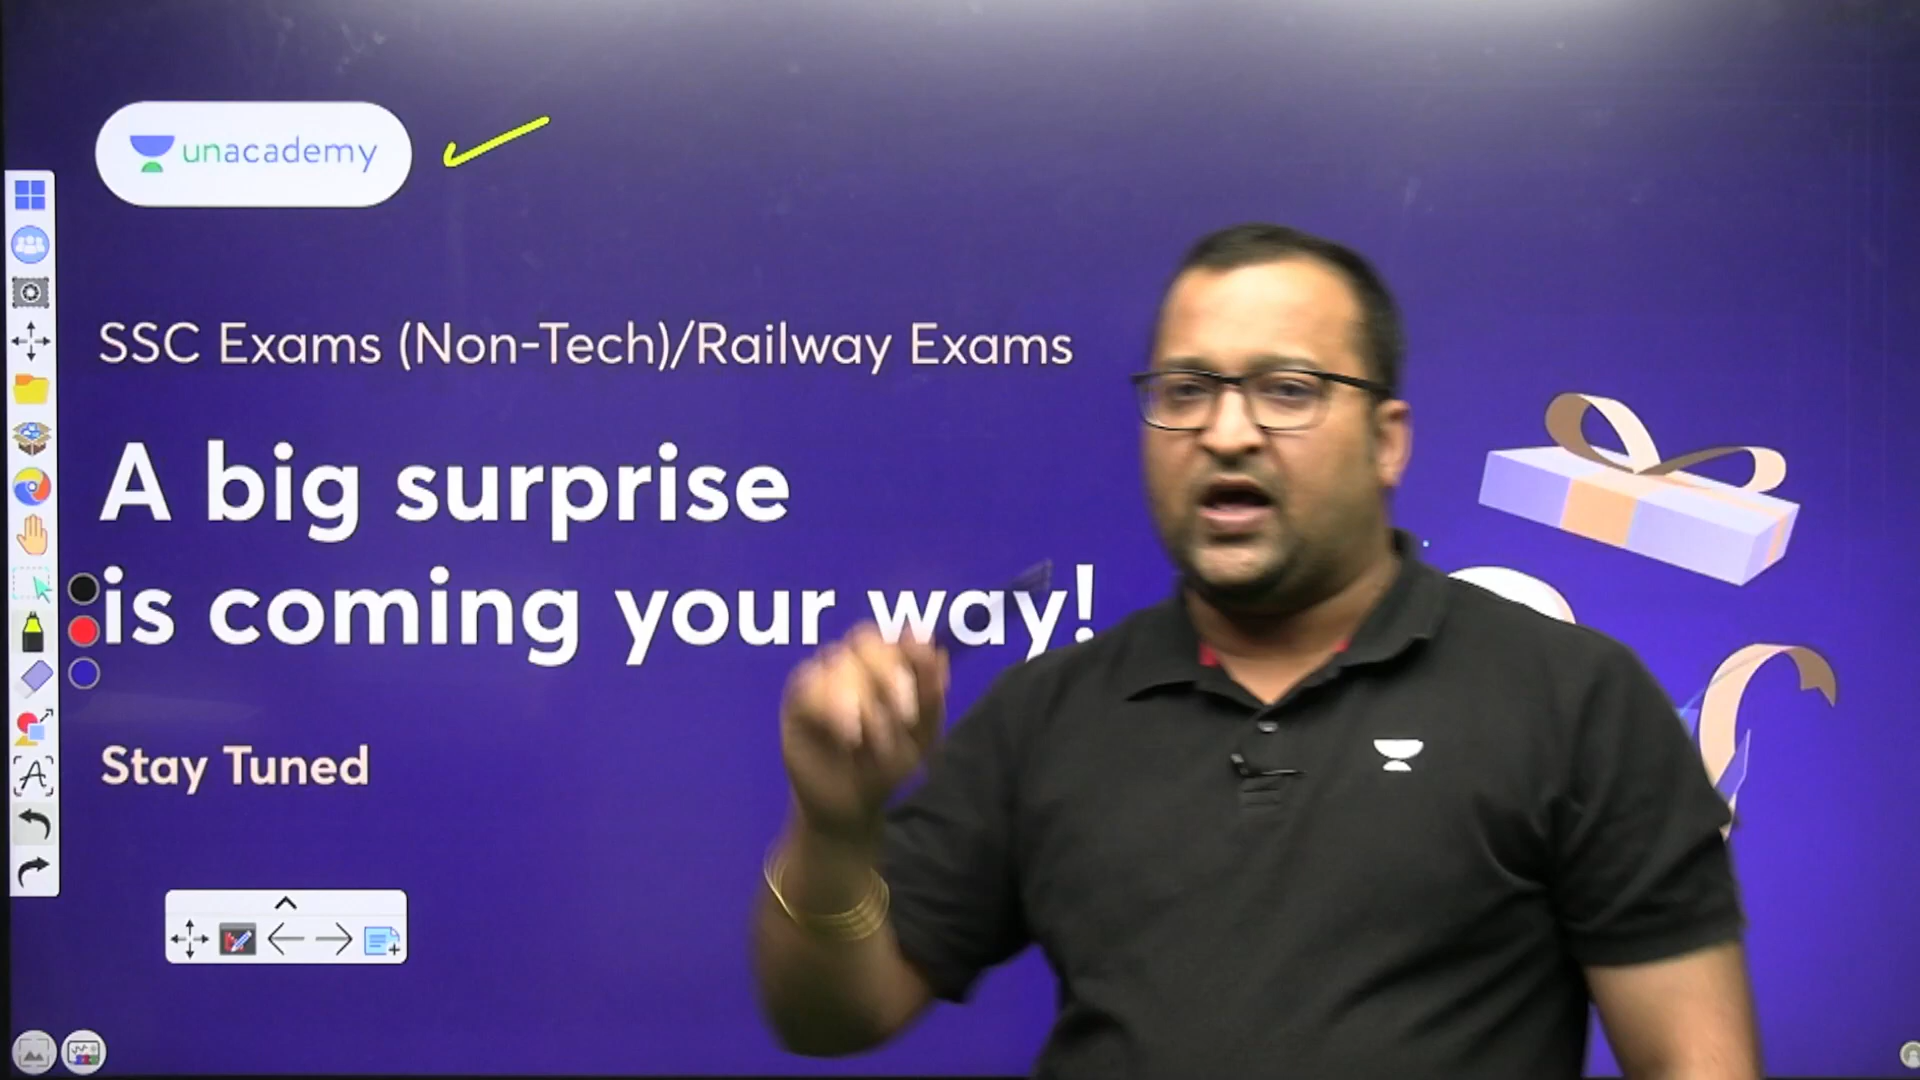 unacademy
SSC Exams (Non-Tech)/Railway Exams
A big surprise
is coming your way!
Stay Tuned